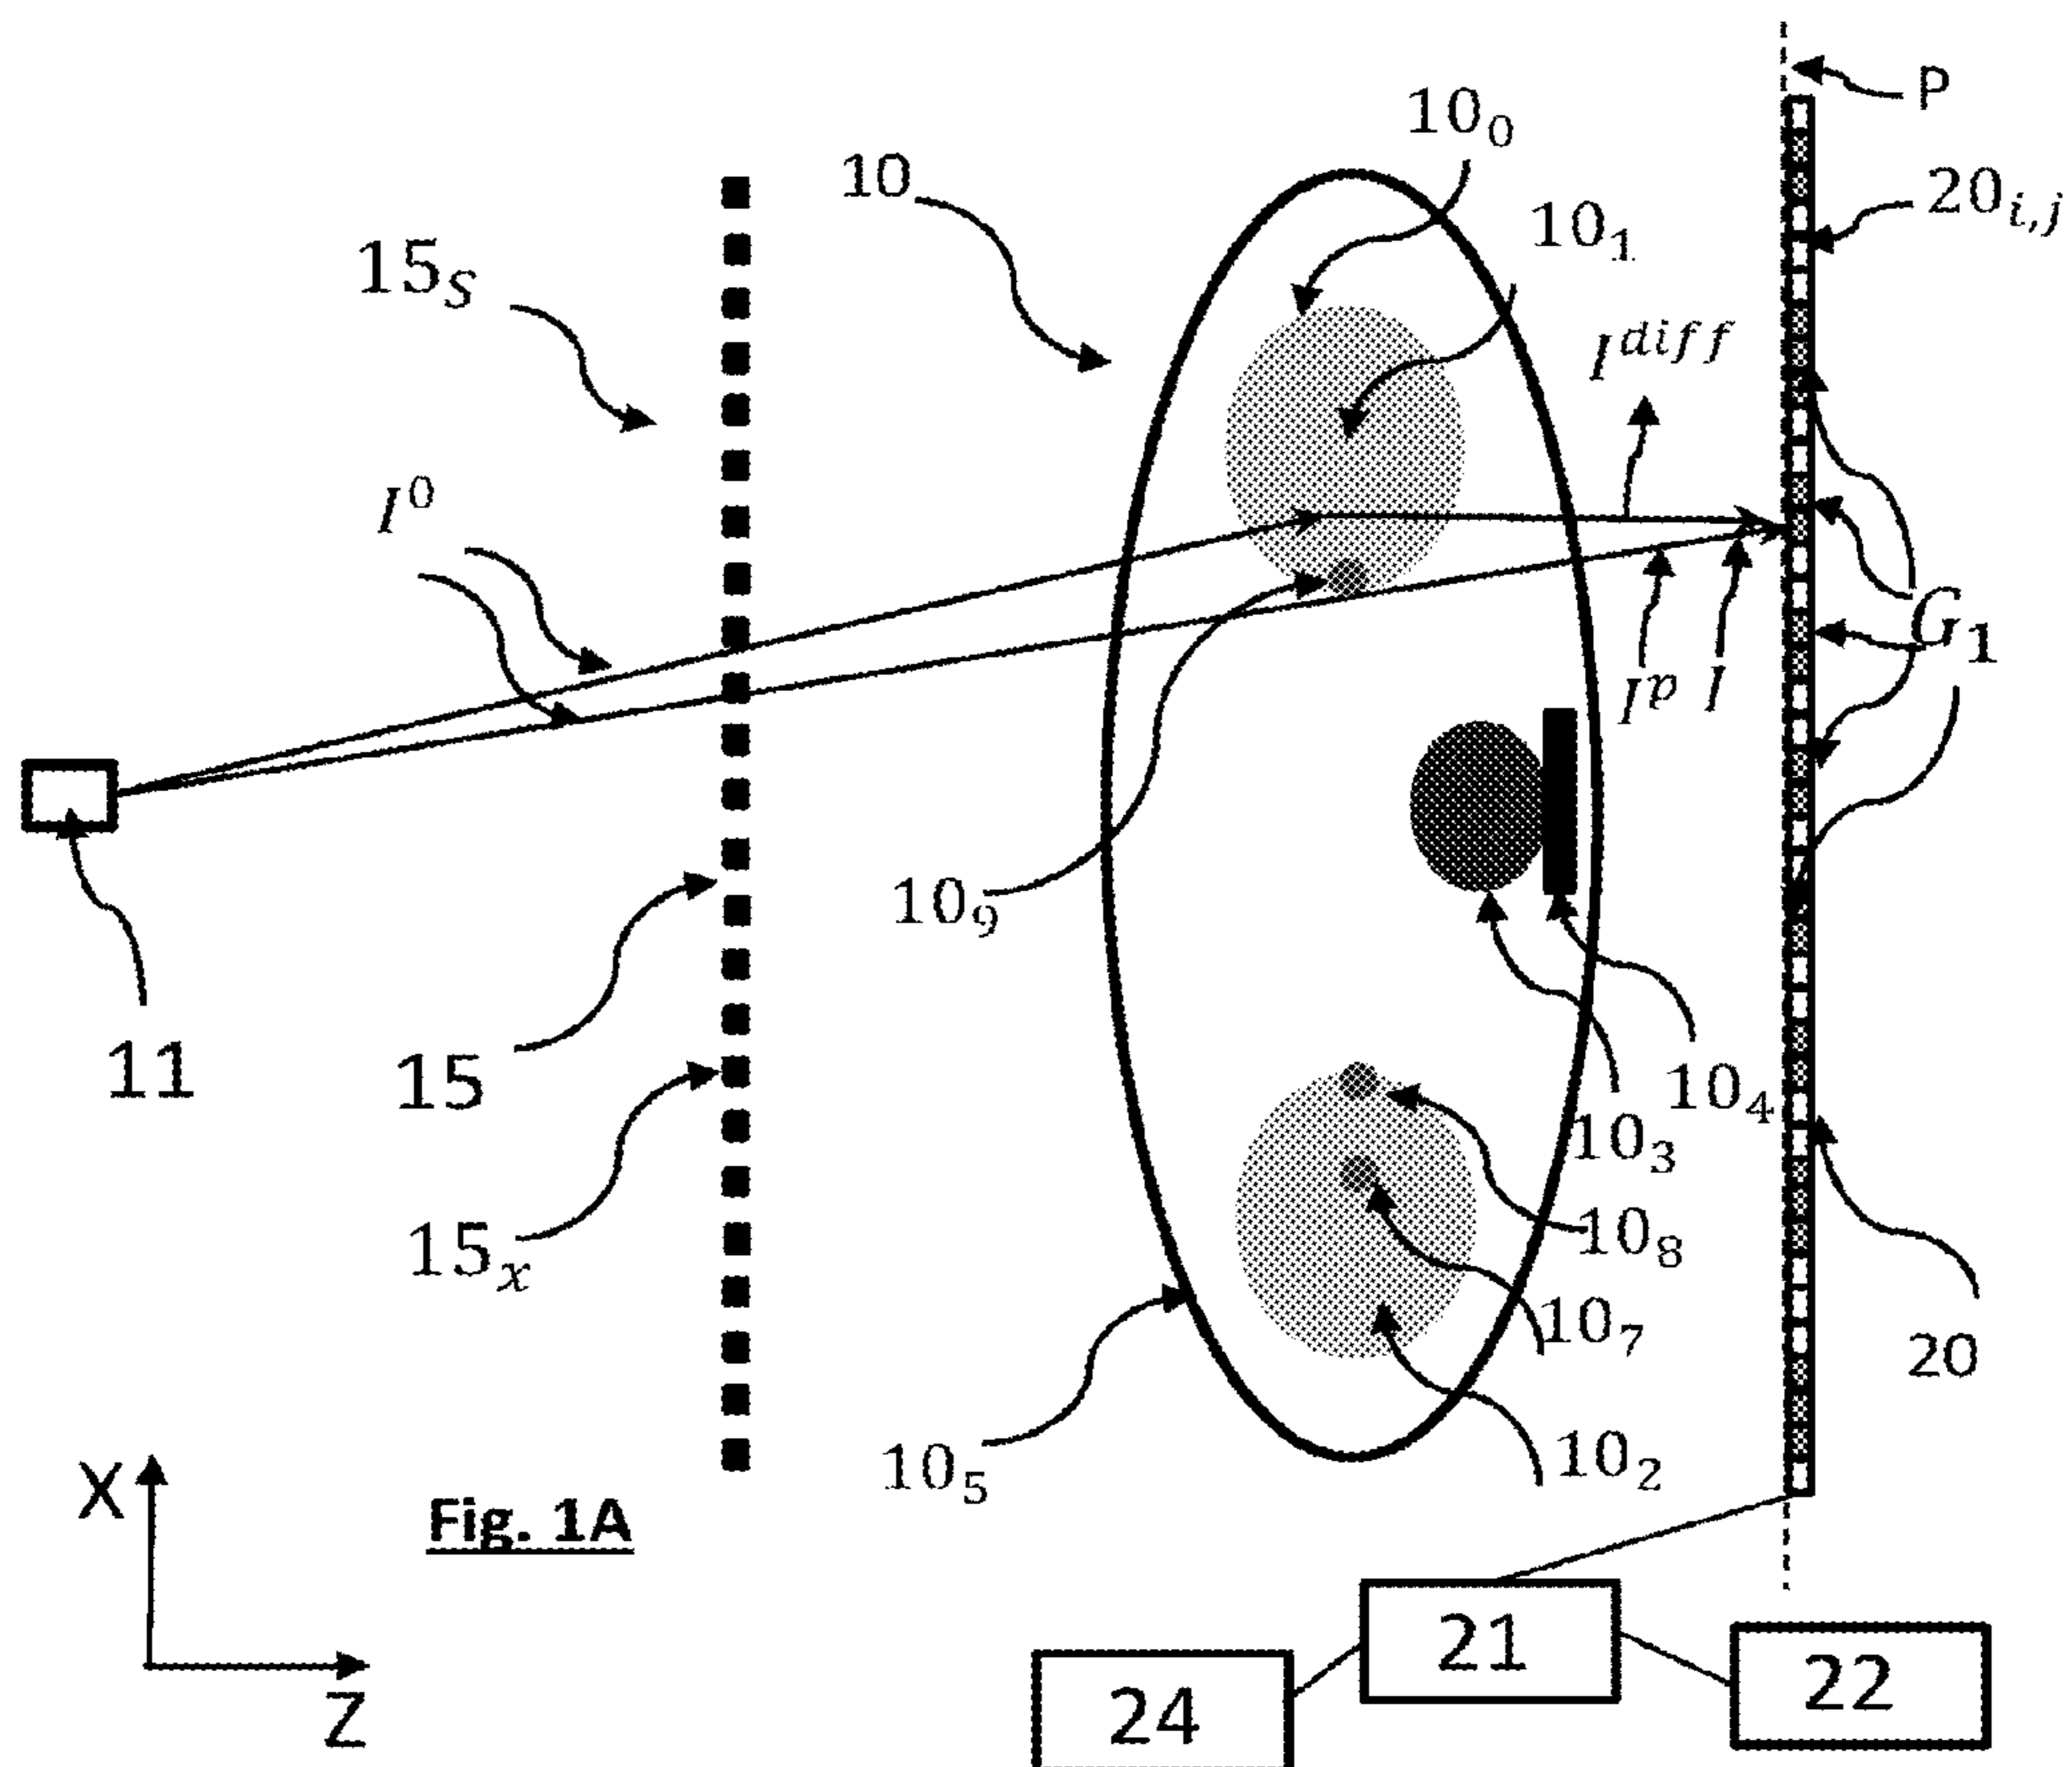 P
10₀
10
20ᵢ,ⱼ
10₁
15_S
I^diff
I⁰
G₁
I^p I
10₉
11
15
10₄
10₃
15ₓ
10₈
10₇
20
10₅
10₂
X
Fig. 1A
Z
21
22
24